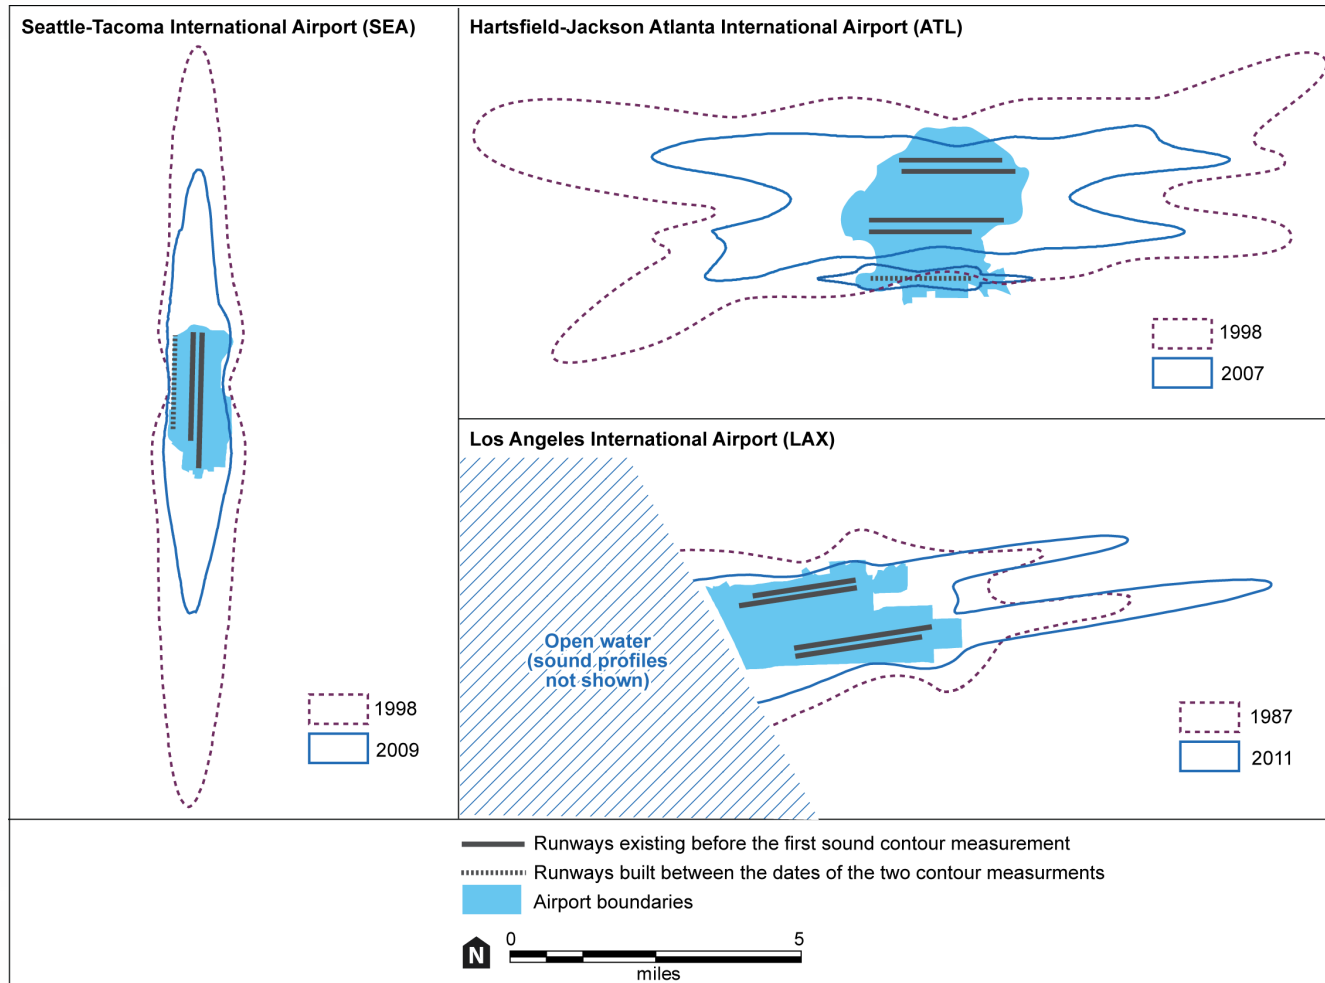 Seattle-Tacoma International Airport (SEA)
1998
2009
Hartsfield-Jackson Atlanta International Airport (ATL)
1998
2007
Los Angeles International Airport (LAX)
Open water
(sound profiles
not shown)
1987
2011
Runways existing before the first sound contour measurement
Runways built between the dates of the two contour measurments
Airport boundaries
N
0 5
miles